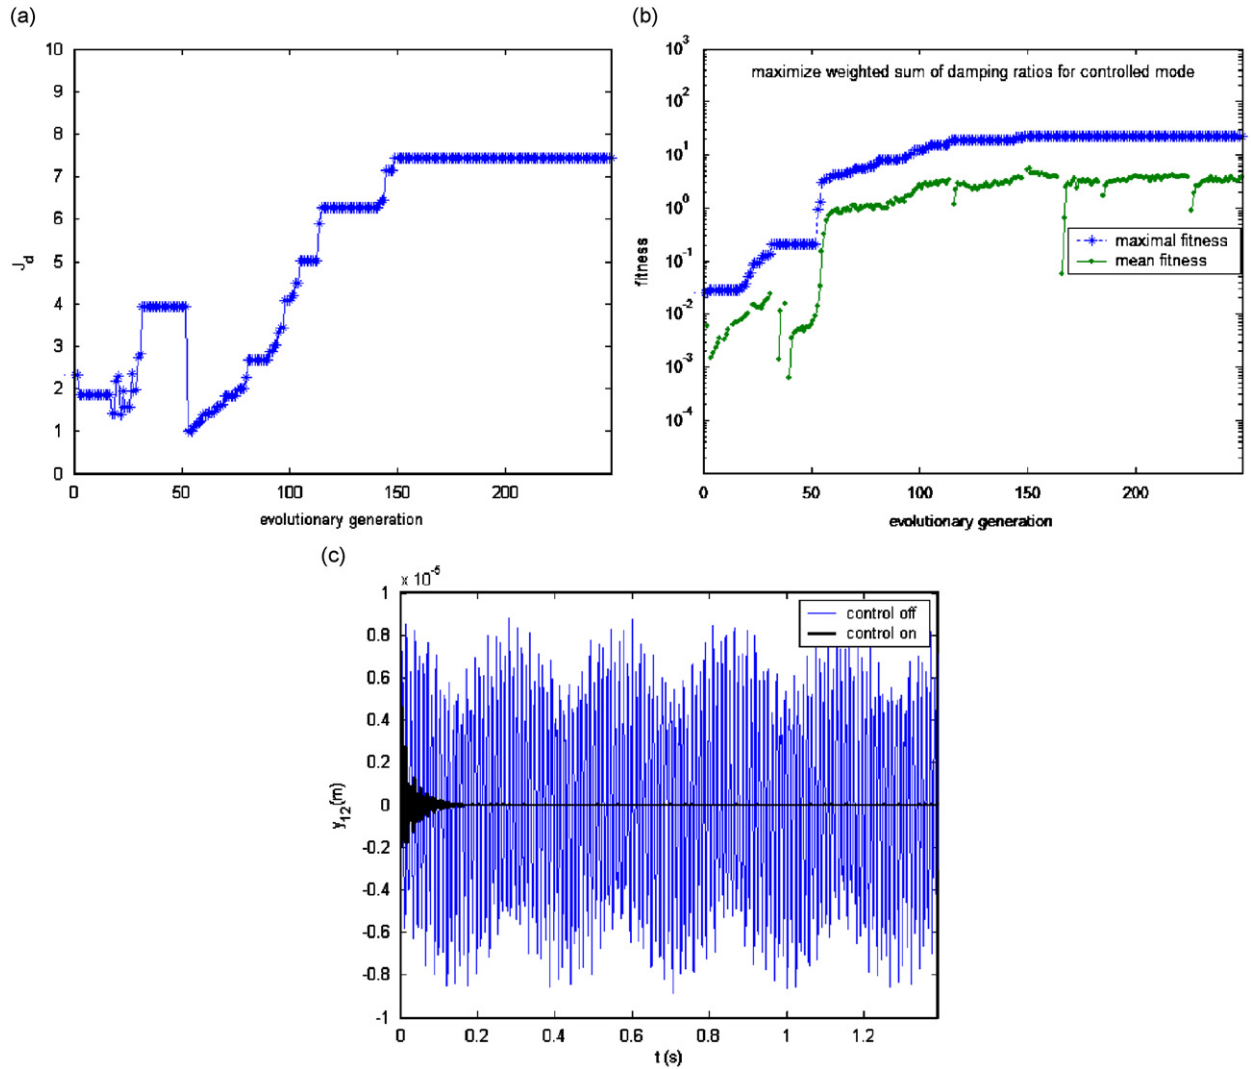 (a)
10
9
8
7
6
5
4
3
2
1
0
J_d
0 50 100 150 200
evolutionary generation
(b)
maximize weighted sum of damping ratios for controlled mode
10^3
10^2
10^1
10^0
10^-1
10^-2
10^-3
10^-4
fitness
maximal fitness
mean fitness
0 50 100 150 200
evolutionary generation
(c)
x 10^-5
1
0.8
0.6
0.4
0.2
0
-0.2
-0.4
-0.6
-0.8
-1
y_12(m)
control off
control on
0 0.2 0.4 0.6 0.8 1 1.2
t (s)